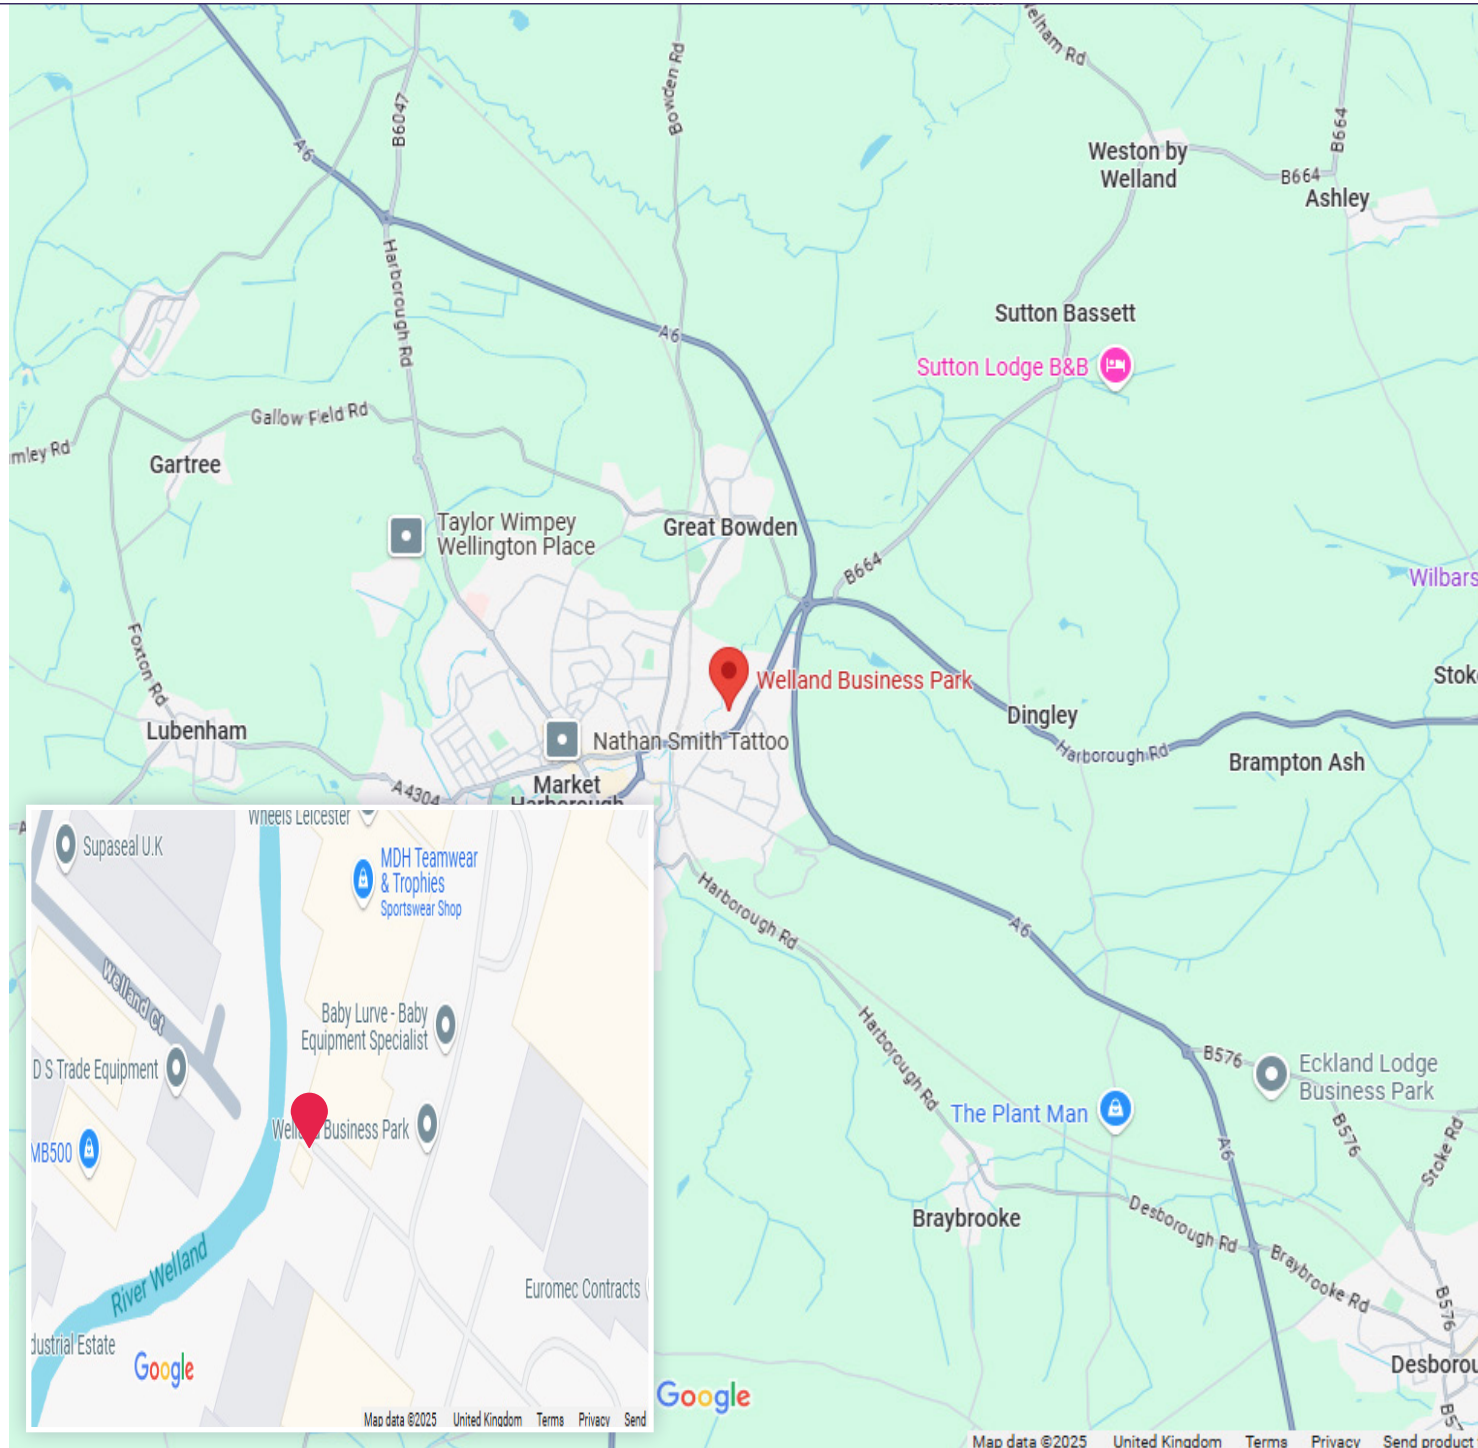 Welham Rd
Bowden Rd
B6047
A6
B664
Weston by
Welland
B664
Ashley
Harborough Rd
Sutton Bassett
A6
Sutton Lodge B&B
Gallow Field Rd
mley Rd
Gartree
Taylor Wimpey
Wellington Place
Great Bowden
B664
Wilbars
Foxton Rd
Welland Business Park
Stok
Dingley
Lubenham
Nathan Smith Tattoo
Harborough Rd
Brampton Ash
Market
Harborough
A4304
Harborough Rd
A6
Harborough Rd
B576
Eckland Lodge
Business Park
The Plant Man
B576
A6
Stoke Rd
Braybrooke
Desborough Rd
Braybrooke Rd
B576
Desborou
B57
Google
Map data ©2025 United Kingdom Terms Privacy Send product
Wheels Leicester
Supaseal U.K
MDH Teamwear
& Trophies
Sportswear Shop
Welland Ct
Baby Lurve - Baby
Equipment Specialist
D S Trade Equipment
Welland Business Park
MB500
River Welland
Euromec Contracts
dustrial Estate
Google
Map data ©2025 United Kingdom Terms Privacy Send